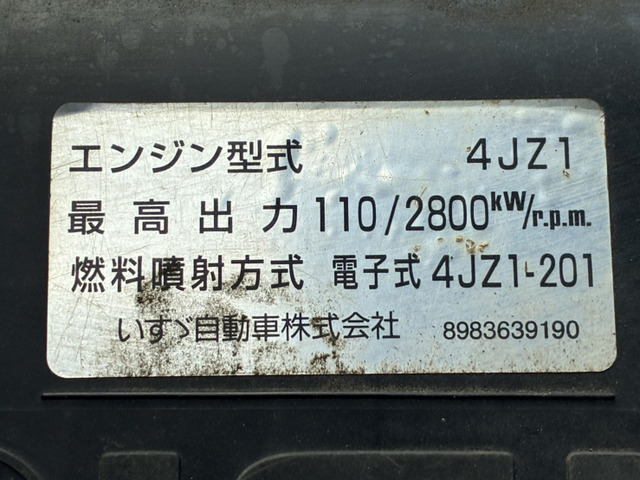 エンジン型式 4JZ1
最高出力 110/2800kW/r.p.m.
燃料噴射方式 電子式 4JZ1-201
いすゞ自動車株式会社 8983639190